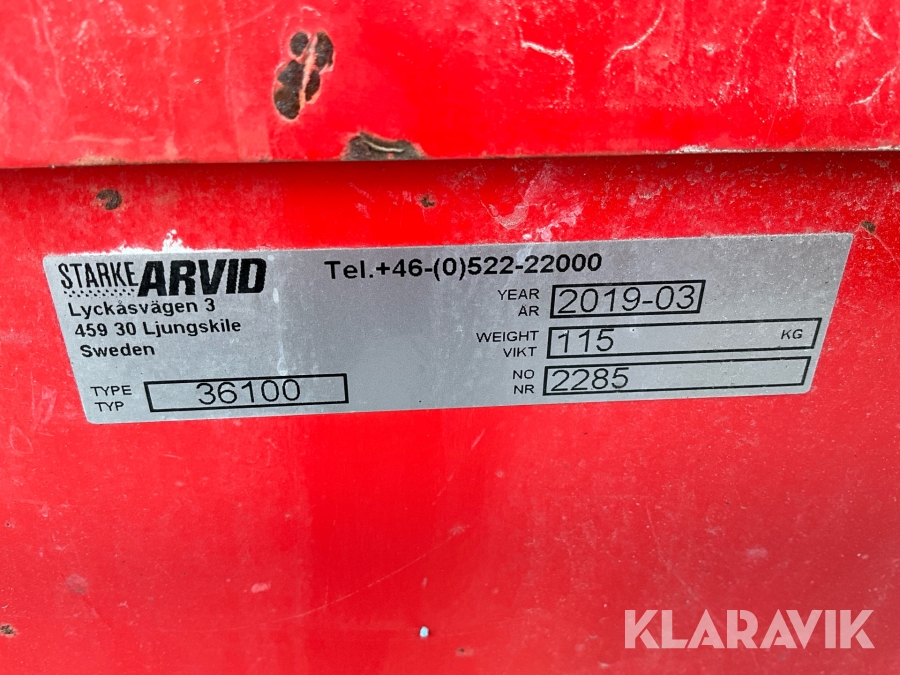 STARKE ARVID
Lyckåsvägen 3
459 30 Ljungskile
Sweden
Tel.+46-(0)522-22000
YEAR
ÅR
2019-03
WEIGHT
VIKT
115 KG
TYPE
TYP
36100
NO
NR
2285
KLARAVIK